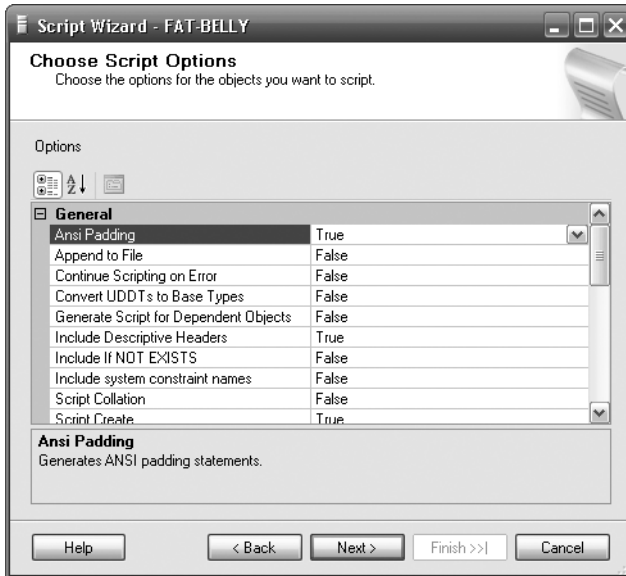 Script Wizard - FAT-BELLY
Choose Script Options
Choose the options for the objects you want to script.
Options
General
Ansi Padding True
Append to File False
Continue Scripting on Error False
Convert UDDTs to Base Types False
Generate Script for Dependent Objects False
Include Descriptive Headers True
Include If NOT EXISTS False
Include system constraint names False
Script Collation False
Script Create True
Ansi Padding
Generates ANSI padding statements.
Help < Back Next > Finish >>| Cancel